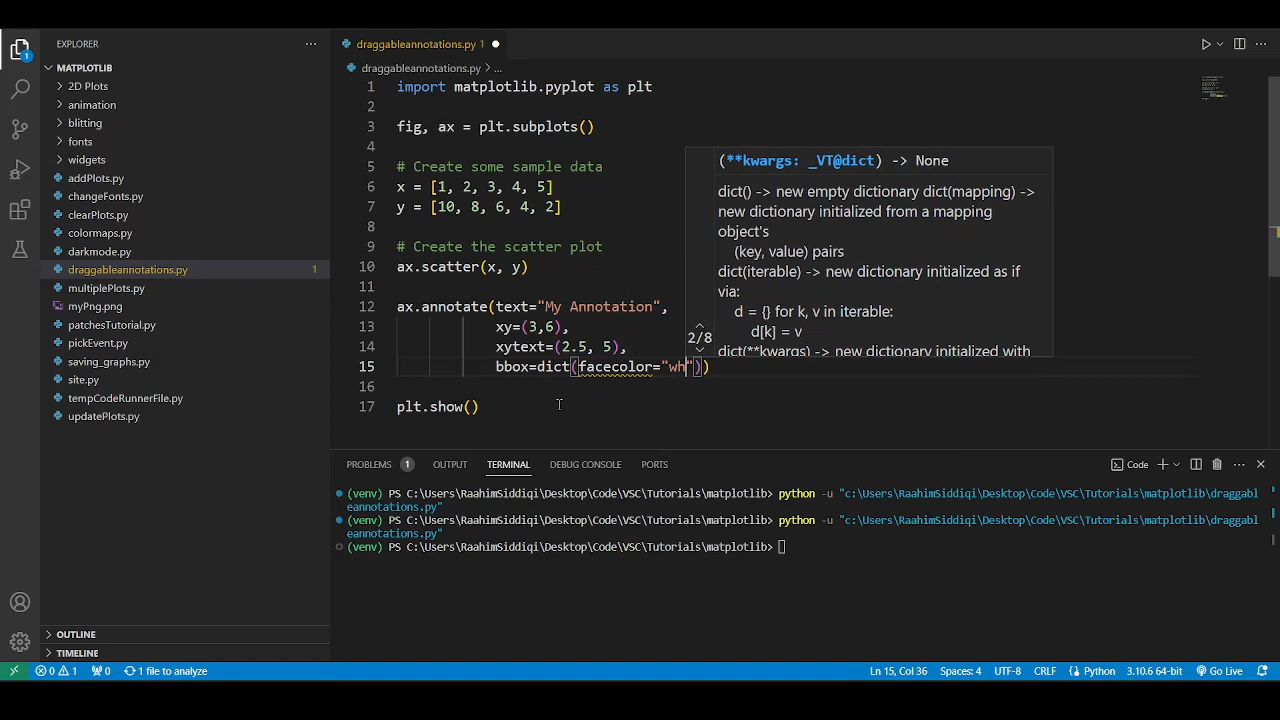 EXPLORER
MATPLOTLIB
2D Plots
animation
blitting
fonts
widgets
addPlots.py
changeFonts.py
clearPlots.py
colormaps.py
darkmode.py
draggableannotations.py 1
multiplePlots.py
myPng.png
patchesTutorial.py
pickEvent.py
saving_graphs.py
site.py
tempCodeRunnerFile.py
updatePlots.py
OUTLINE
TIMELINE
1
draggableannotations.py 1
draggableannotations.py > ...
1 import matplotlib.pyplot as plt
2
3 fig, ax = plt.subplots()
4
5 # Create some sample data
6 x = [1, 2, 3, 4, 5]
7 y = [10, 8, 6, 4, 2]
8
9 # Create the scatter plot
10 ax.scatter(x, y)
11
12 ax.annotate(text="My Annotation",
13 xy=(3,6),
14 xytext=(2.5, 5),
15 bbox=dict(facecolor="wh"))
16
17 plt.show()
(**kwargs: _VT@dict) -> None
dict() -> new empty dictionary dict(mapping) ->
new dictionary initialized from a mapping
object's
(key, value) pairs
dict(iterable) -> new dictionary initialized as if
via:
d = {} for k, v in iterable:
d[k] = v
dict(**kwargs) -> new dictionary initialized with
2/8
PROBLEMS 1 OUTPUT TERMINAL DEBUG CONSOLE PORTS Code
(venv) PS C:\Users\RaahimSiddiqi\Desktop\Code\VSC\Tutorials\matplotlib> python -u "c:\Users\RaahimSiddiqi\Desktop\Code\VSC\Tutorials\matplotlib\draggabl
eannotations.py"
(venv) PS C:\Users\RaahimSiddiqi\Desktop\Code\VSC\Tutorials\matplotlib> python -u "c:\Users\RaahimSiddiqi\Desktop\Code\VSC\Tutorials\matplotlib\draggabl
eannotations.py"
(venv) PS C:\Users\RaahimSiddiqi\Desktop\Code\VSC\Tutorials\matplotlib>
0 1 0 1 file to analyze Ln 15, Col 36 Spaces: 4 UTF-8 CRLF Python 3.10.6 64-bit Go Live